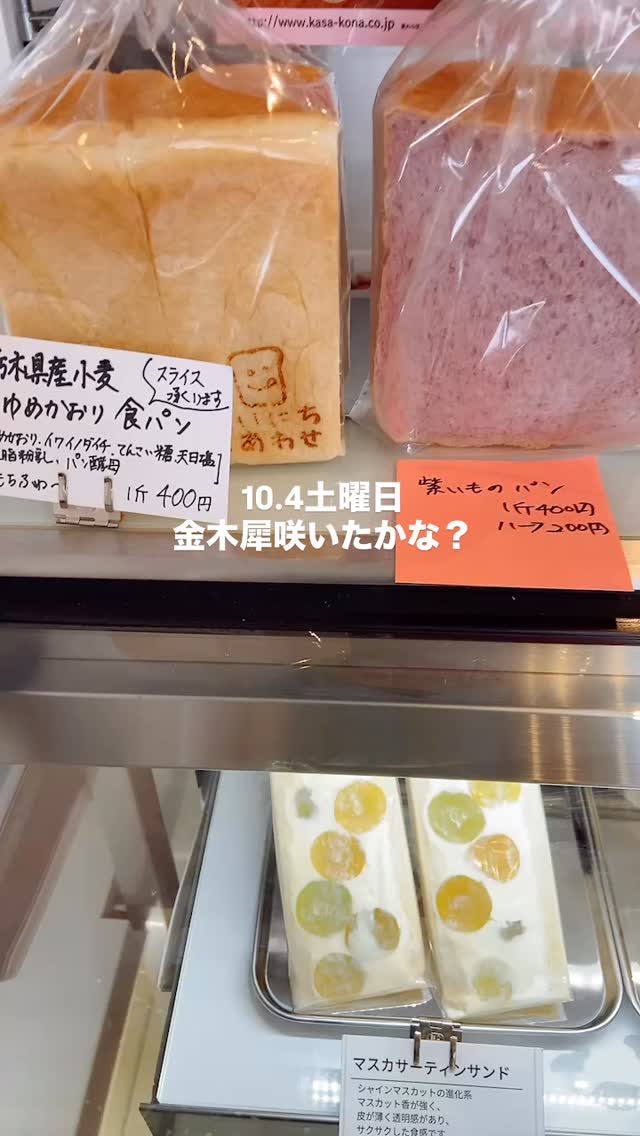 http://www.kasa-kona.co.jp
木県産小麦
スライス
承ります
ゆめかおり 食パン
イワイノダイチ、てんさい糖、天日塩
脂粉乳、パン酵母]
1斤 400円
あわせ
紫いものパン
1斤400円
ハーフ200円
10.4土曜日
金木犀咲いたかな？
マスカサーティンサンド
シャインマスカットの進化系
マスカット香が強く、
皮が薄く透明感があり、
サクサクした食感です